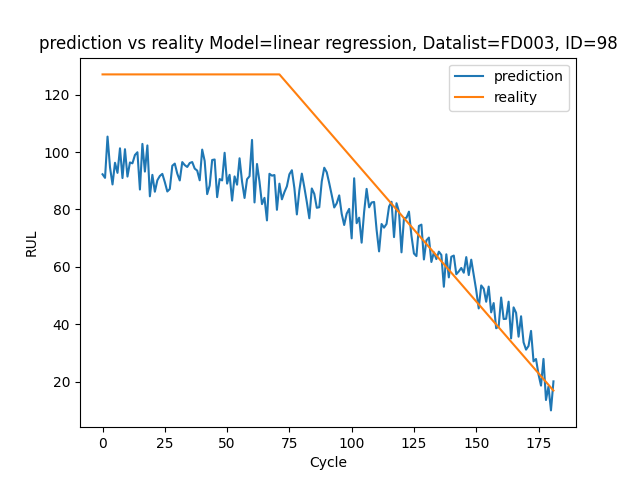 prediction vs reality Model=linear regression, Datalist=FD003, ID=98
prediction
reality
RUL
120
100
80
60
40
20
0
25
50
75
100
125
150
175
Cycle